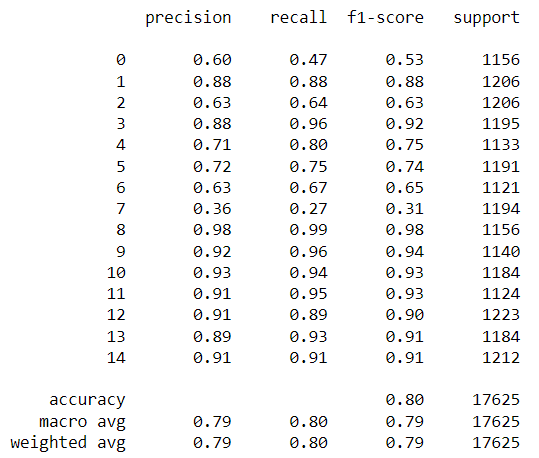 precision recall f1-score support
0 0.60 0.47 0.53 1156
1 0.88 0.88 0.88 1206
2 0.63 0.64 0.63 1206
3 0.88 0.96 0.92 1195
4 0.71 0.80 0.75 1133
5 0.72 0.75 0.74 1191
6 0.63 0.67 0.65 1121
7 0.36 0.27 0.31 1194
8 0.98 0.99 0.98 1156
9 0.92 0.96 0.94 1140
10 0.93 0.94 0.93 1184
11 0.91 0.95 0.93 1124
12 0.91 0.89 0.90 1223
13 0.89 0.93 0.91 1184
14 0.91 0.91 0.91 1212
accuracy 0.80 17625
macro avg 0.79 0.80 0.79 17625
weighted avg 0.79 0.80 0.79 17625